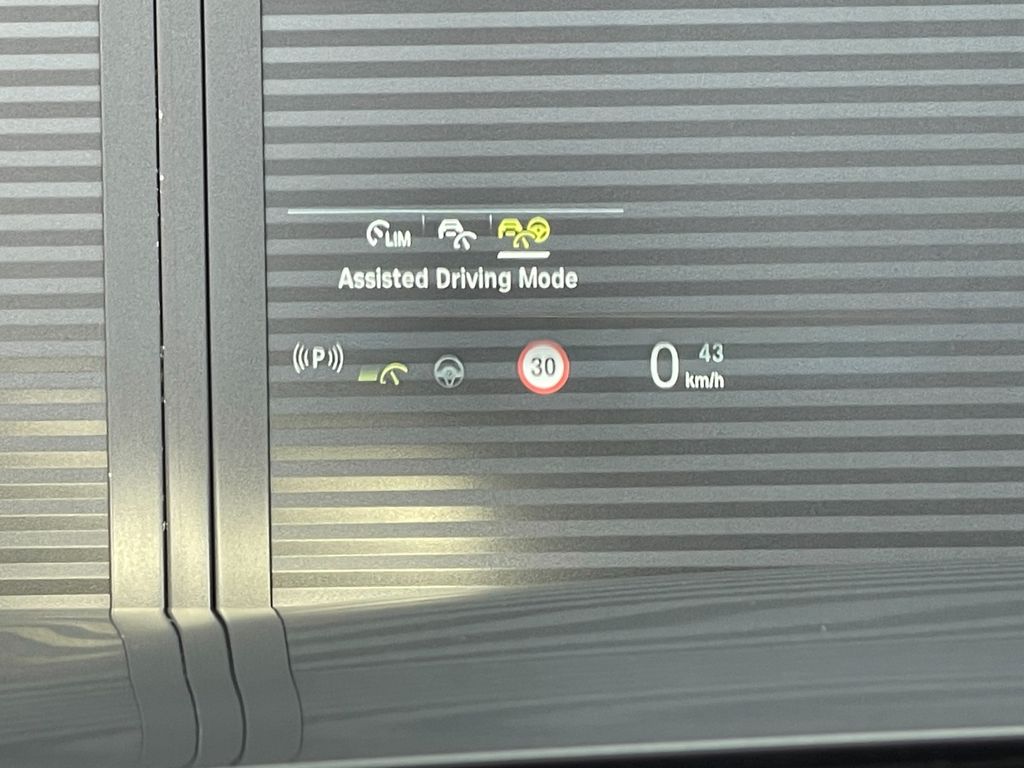 LIM
Assisted Driving Mode
P 30 0 43
km/h